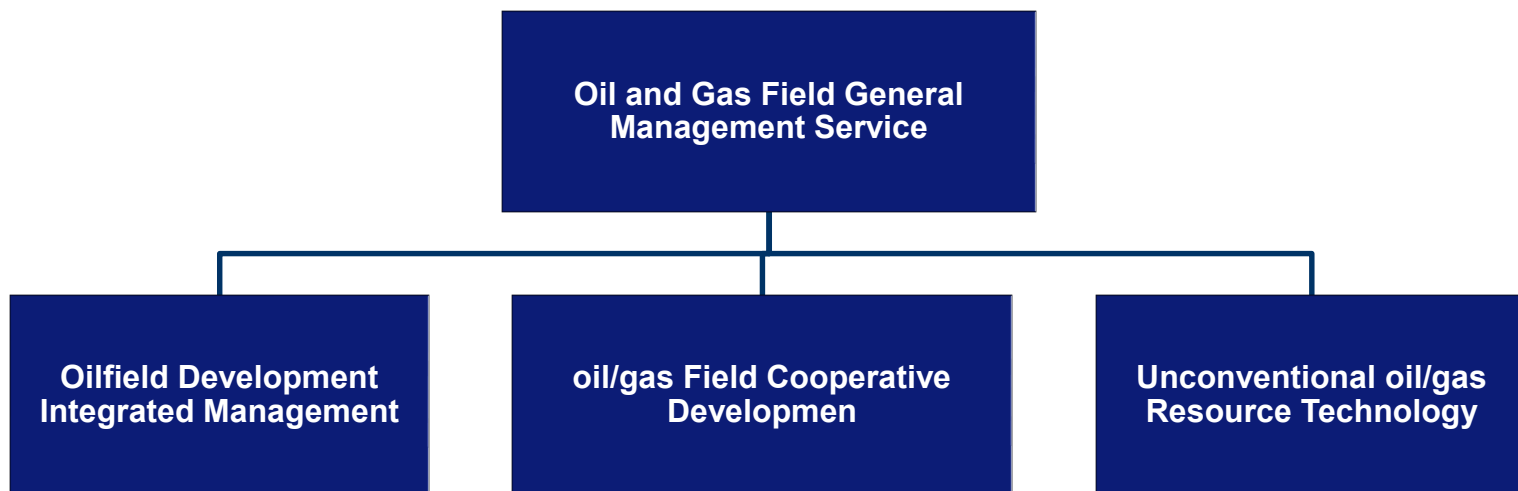 Oil and Gas Field General
Management Service
Oilfield Development
Integrated Management
oil/gas Field Cooperative
Developmen
Unconventional oil/gas
Resource Technology